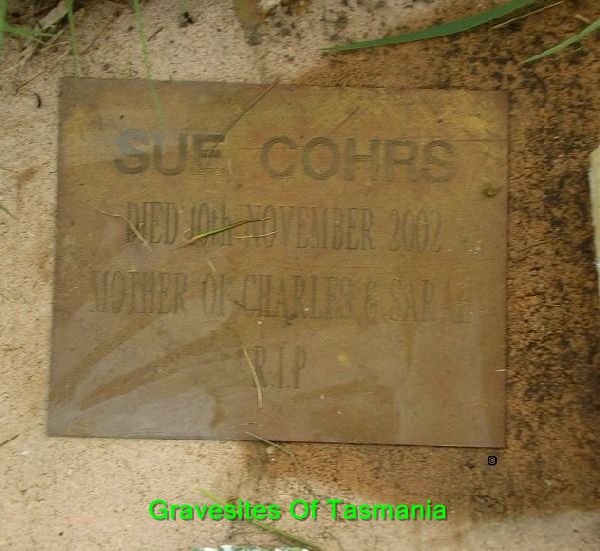 SUE COHRS
DIED 10th NOVEMBER 2002
MOTHER OF CHARLES & SARAH
R.I.P
©
Gravesites Of Tasmania